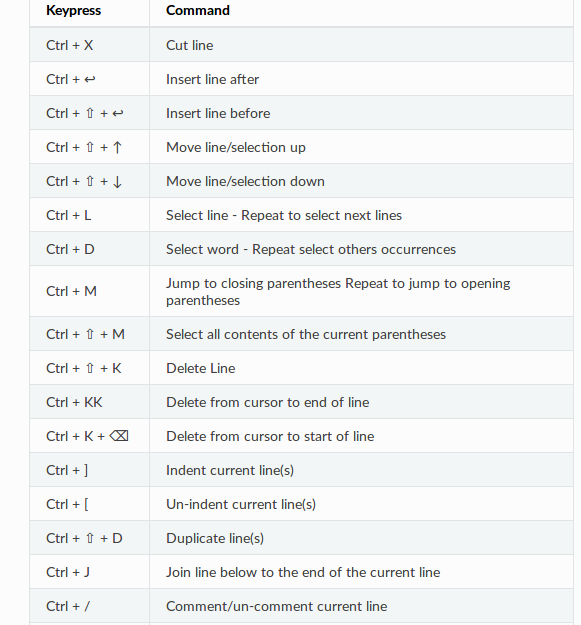 Keypress Command
Ctrl + X Cut line
Ctrl + ↩ Insert line after
Ctrl + ⇧ + ↩ Insert line before
Ctrl + ⇧ + ↑ Move line/selection up
Ctrl + ⇧ + ↓ Move line/selection down
Ctrl + L Select line - Repeat to select next lines
Ctrl + D Select word - Repeat select others occurrences
Ctrl + M Jump to closing parentheses Repeat to jump to opening
parentheses
Ctrl + ⇧ + M Select all contents of the current parentheses
Ctrl + ⇧ + K Delete Line
Ctrl + KK Delete from cursor to end of line
Ctrl + K + ⌫ Delete from cursor to start of line
Ctrl + ] Indent current line(s)
Ctrl + [ Un-indent current line(s)
Ctrl + ⇧ + D Duplicate line(s)
Ctrl + J Join line below to the end of the current line
Ctrl + / Comment/un-comment current line